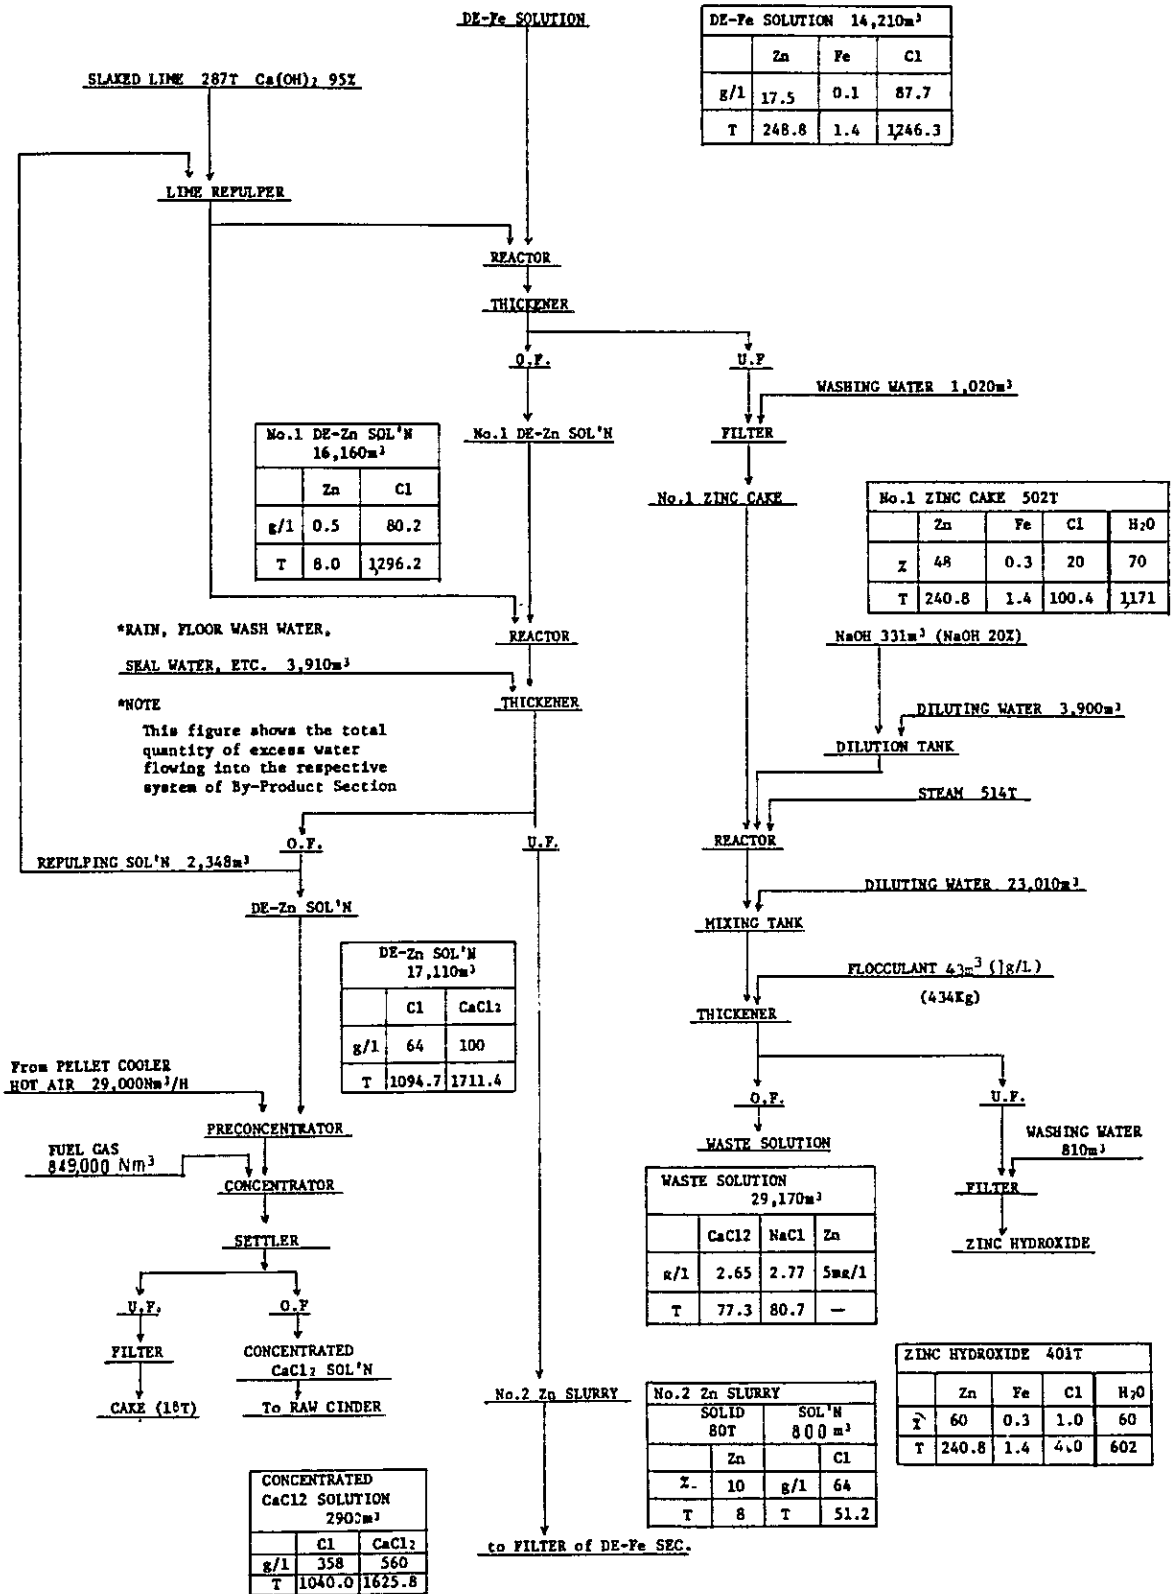 DE-Fe SOLUTION
DE-Fe SOLUTION 14,210m³
Zn Fe Cl
g/l 17.5 0.1 87.7
T 248.8 1.4 1,246.3
SLAKED LIME 287T Ca(OH)₂ 95%
LIME REPULPER
REACTOR
THICKENER
O.F. U.F
WASHING WATER 1,020m³
No.1 DE-Zn SOL'N
16,160m³
Zn Cl
g/l 0.5 80.2
T 8.0 1,296.2
No.1 DE-Zn SOL'N
FILTER
No.1 ZINC CAKE
No.1 ZINC CAKE 502T
Zn Fe Cl H₂O
% 48 0.3 20 70
T 240.8 1.4 100.4 1,171
*RAIN, FLOOR WASH WATER,
SEAL WATER, ETC. 3,910m³
REACTOR
THICKENER
*NOTE
This figure shows the total
quantity of excess water
flowing into the respective
system of By-Product Section
NaOH 331m³ (NaOH 20%)
DILUTING WATER 3,900m³
DILUTION TANK
STEAM 514T
REACTOR
O.F. U.F.
REPULPING SOL'N 2,348m³
DE-Zn SOL'N
DILUTING WATER 23,010m³
MIXING TANK
DE-Zn SOL'N
17,110m³
Cl CaCl₂
g/l 64 100
T 1094.7 1711.4
FLOCCULANT 43m³ (1g/L)
(434Kg)
THICKENER
From PELLET COOLER
HOT AIR 29,000Nm³/H
PRECONCENTRATOR
FUEL GAS
849,000 Nm³
CONCENTRATOR
SETTLER
U.F. O.F
FILTER
CONCENTRATED
CaCl₂ SOL'N
CAKE (18T)
To RAW CINDER
O.F. U.F.
WASTE SOLUTION
WASHING WATER
810m³
FILTER
ZINC HYDROXIDE
WASTE SOLUTION
29,170m³
CaCl2 NaCl Zn
g/l 2.65 2.77 5mg/l
T 77.3 80.7 —
ZINC HYDROXIDE 401T
Zn Fe Cl H₂O
% 60 0.3 1.0 60
T 240.8 1.4 4.0 602
No.2 Zn SLURRY
No.2 Zn SLURRY
SOLID SOL'N
80T 800 m³
Zn Cl
% 10 g/l 64
T 8 T 51.2
to FILTER of DE-Fe SEC.
CONCENTRATED
CaCl2 SOLUTION
2900m³
Cl CaCl₂
g/l 358 560
T 1040.0 1625.8